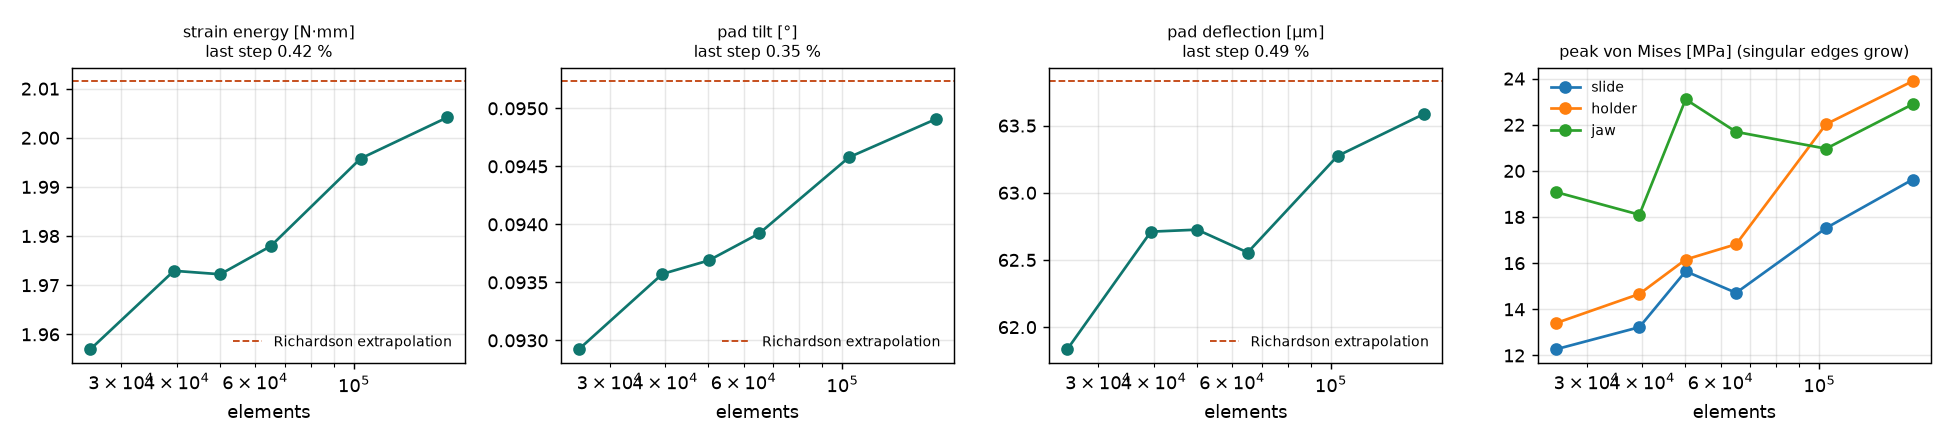 strain energy [N·mm]
last step 0.42 %
2.01
2.00
1.99
1.98
1.97
1.96
Richardson extrapolation
3 × 10⁴
4 × 10⁴
6 × 10⁴
10⁵
elements
pad tilt [°]
last step 0.35 %
0.0950
0.0945
0.0940
0.0935
0.0930
Richardson extrapolation
3 × 10⁴
4 × 10⁴
6 × 10⁴
10⁵
elements
pad deflection [µm]
last step 0.49 %
63.5
63.0
62.5
62.0
Richardson extrapolation
3 × 10⁴
4 × 10⁴
6 × 10⁴
10⁵
elements
peak von Mises [MPa] (singular edges grow)
24
22
20
18
16
14
12
slide
holder
jaw
3 × 10⁴
4 × 10⁴
6 × 10⁴
10⁵
elements